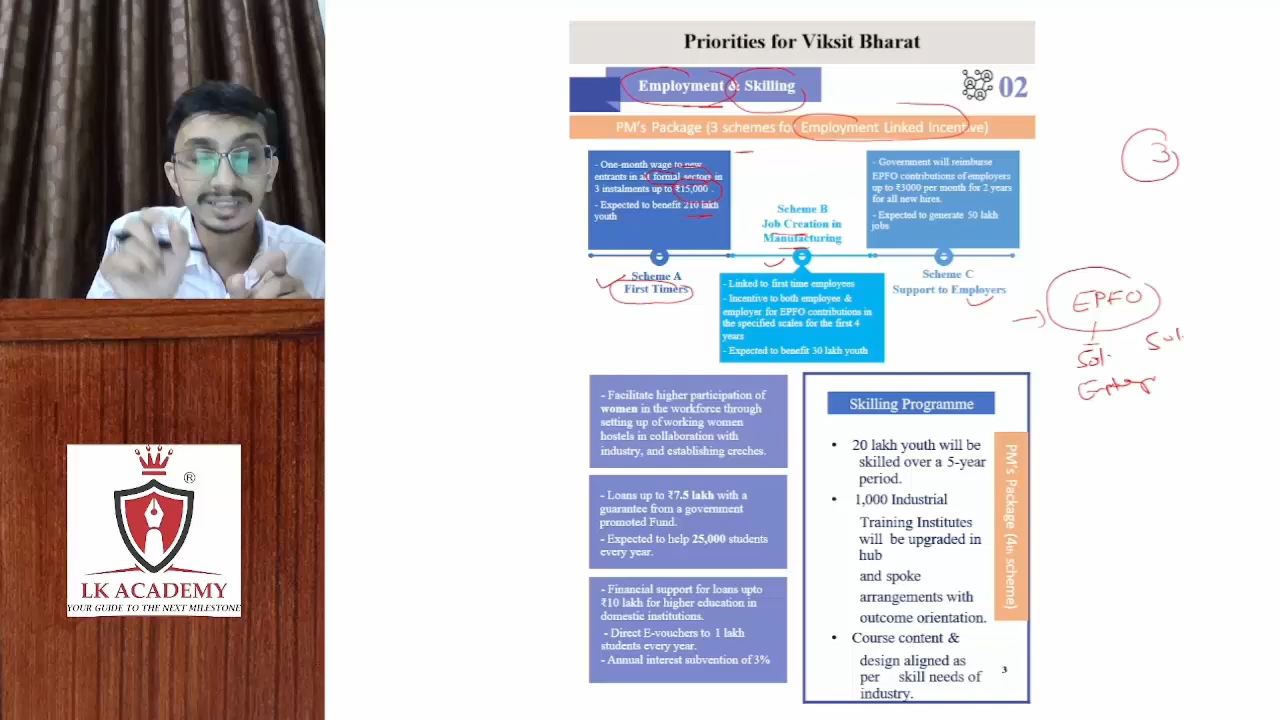 Priorities for Viksit Bharat
Employment & Skilling
02
PM's Package (3 schemes for Employment Linked Incentive)
- One-month wage to new
entrants in all formal sectors in
3 instalments up to ₹15,000 .
- Expected to benefit 210 lakh
youth
Scheme A
First Timers
Scheme B
Job Creation in
Manufacturing
- Linked to first time employees
- Incentive to both employee &
employer for EPFO contributions in
the specified scales for the first 4
years
- Expected to benefit 30 lakh youth
- Government will reimburse
EPFO contributions of employers
up to ₹3000 per month for 2 years
for all new hires.
- Expected to generate 50 lakh
jobs
Scheme C
Support to Employers
3
EPFO
- Facilitate higher participation of
women in the workforce through
setting up of working women
hostels in collaboration with
industry, and establishing creches.
- Loans up to ₹7.5 lakh with a
guarantee from a government
promoted Fund.
- Expected to help 25,000 students
every year.
- Financial support for loans upto
₹10 lakh for higher education in
domestic institutions.
- Direct E-vouchers to 1 lakh
students every year.
- Annual interest subvention of 3%
Skilling Programme
• 20 lakh youth will be
skilled over a 5-year
period.
• 1,000 Industrial
Training Institutes
will be upgraded in
hub
and spoke
arrangements with
outcome orientation.
• Course content &
design aligned as
per skill needs of
industry.
PM's Package (4th scheme)
3
®
LK ACADEMY
YOUR GUIDE TO THE NEXT MILESTONE